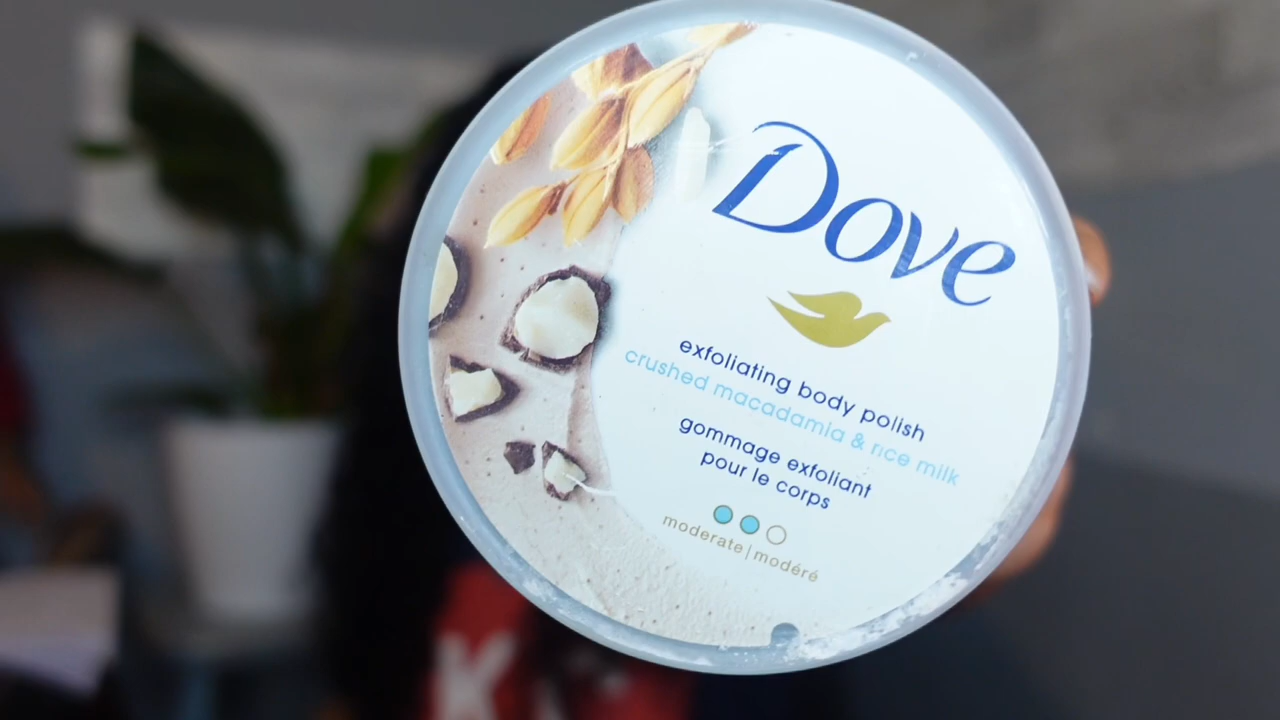 Dove
exfoliating body polish
crushed macadamia & rice milk
gommage exfoliant
pour le corps
moderate|modéré
K